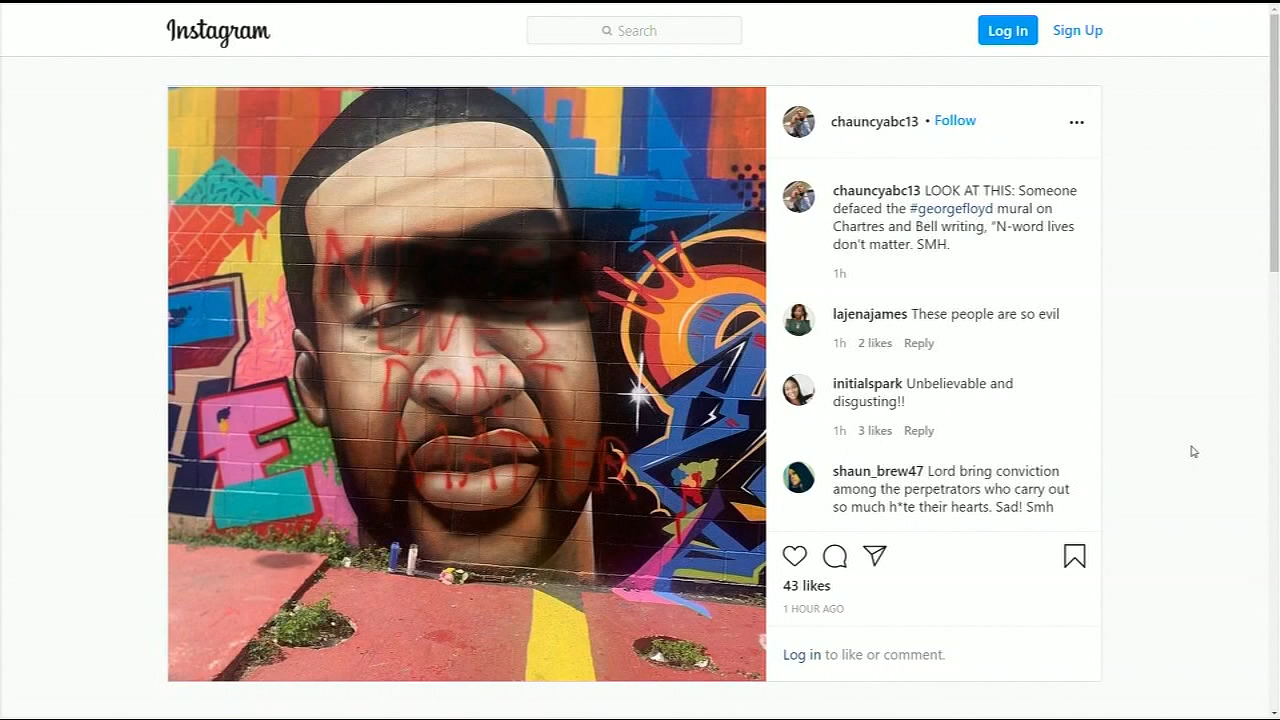 Instagram
Search
Log In
Sign Up
chauncyabc13 • Follow
chauncyabc13 LOOK AT THIS: Someone
defaced the #georgefloyd mural on
Chartres and Bell writing, "N-word lives
don't matter. SMH.
1h
lajenajames These people are so evil
1h 2 likes Reply
initialspark Unbelievable and
disgusting!!
1h 3 likes Reply
shaun_brew47 Lord bring conviction
among the perpetrators who carry out
so much h*te their hearts. Sad! Smh
43 likes
1 HOUR AGO
Log in to like or comment.
LIVES
DON'T
MATTER